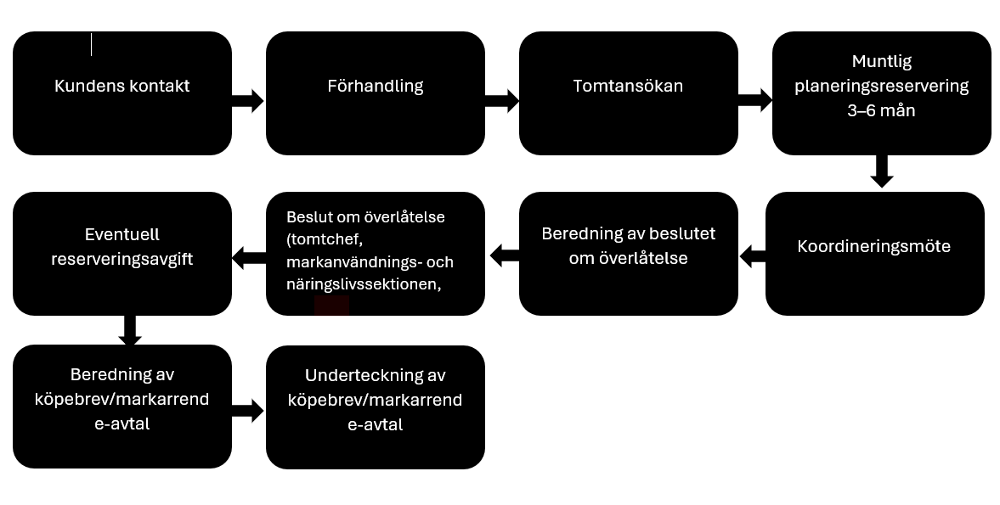 Kundens kontakt
Förhandling
Tomtansökan
Muntlig
planeringsreservering
3–6 mån
Koordineringsmöte
Beredning av beslutet
om överlåtelse
Beslut om överlåtelse
(tomtchef,
markanvändnings- och
näringslivssektionen,
Eventuell
reserveringsavgift
Beredning av
köpebrev/markarrend
e-avtal
Underteckning av
köpebrev/markarrend
e-avtal